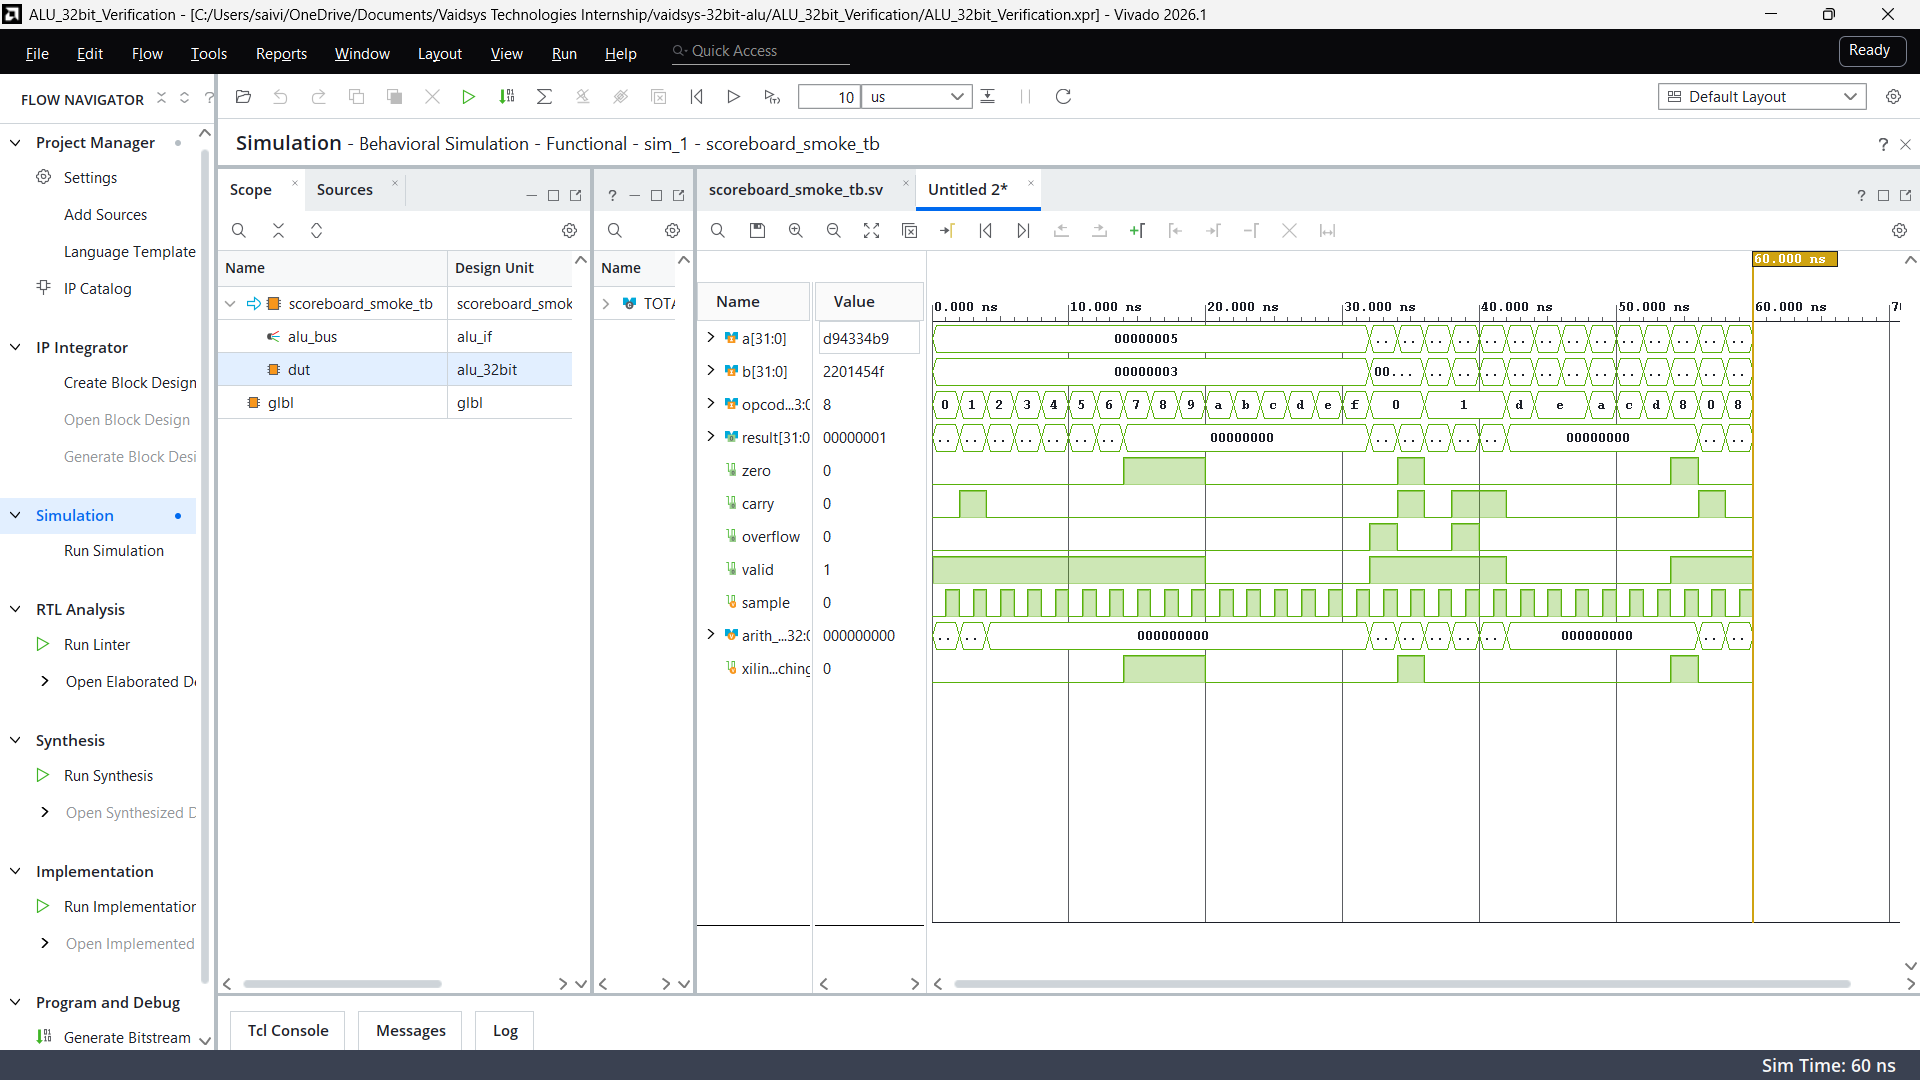 ALU_32bit_Verification - [C:/Users/saivi/OneDrive/Documents/Vaidsys Technologies Internship/vaidsys-32bit-alu/ALU_32bit_Verification/ALU_32bit_Verification.xpr] - Vivado 2026.1
File Edit Flow Tools Reports Window Layout View Run Help Quick Access Ready
FLOW NAVIGATOR ?
10 us Default Layout
Simulation - Behavioral Simulation - Functional - sim_1 - scoreboard_smoke_tb ?
Project Manager
Settings
Add Sources
Language Template
IP Catalog
IP Integrator
Create Block Design
Open Block Design
Generate Block Desi
Simulation
Run Simulation
RTL Analysis
Run Linter
Open Elaborated De
Synthesis
Run Synthesis
Open Synthesized D
Implementation
Run Implementation
Open Implemented
Program and Debug
Generate Bitstream
Scope Sources
Name Design Unit
scoreboard_smoke_tb scoreboard_smok
alu_bus alu_if
dut alu_32bit
glbl glbl
?
Name
TOTA
scoreboard_smoke_tb.sv Untitled 2* ?
60.000 ns
Name Value
0.000 ns 10.000 ns 20.000 ns 30.000 ns 40.000 ns 50.000 ns 60.000 ns 7
a[31:0] d94334b9 00000005 .. .. .. .. .. .. .. .. .. .. .. .. .. ..
b[31:0] 2201454f 00000003 00... .. .. .. .. .. .. .. .. .. .. .. ..
opcod...3:0 8 0 1 2 3 4 5 6 7 8 9 a b c d e f 0 1 d e a c d 8 0 8
result[31:0 00000001 .. .. .. .. .. .. .. 00000000 .. .. .. .. .. 00000000 .. ..
zero 0
carry 0
overflow 0
valid 1
sample 0
arith_...32:0 000000000 .. .. 000000000 .. .. .. .. .. 000000000 .. ..
xilin...ching 0
Tcl Console Messages Log
Sim Time: 60 ns